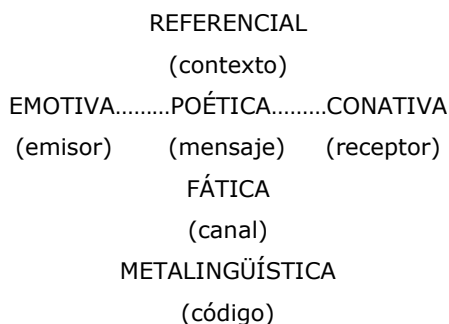 REFERENCIAL
(contexto)
EMOTIVA.........POÉTICA.........CONATIVA
(emisor) (mensaje) (receptor)
FÁTICA
(canal)
METALINGÜÍSTICA
(código)